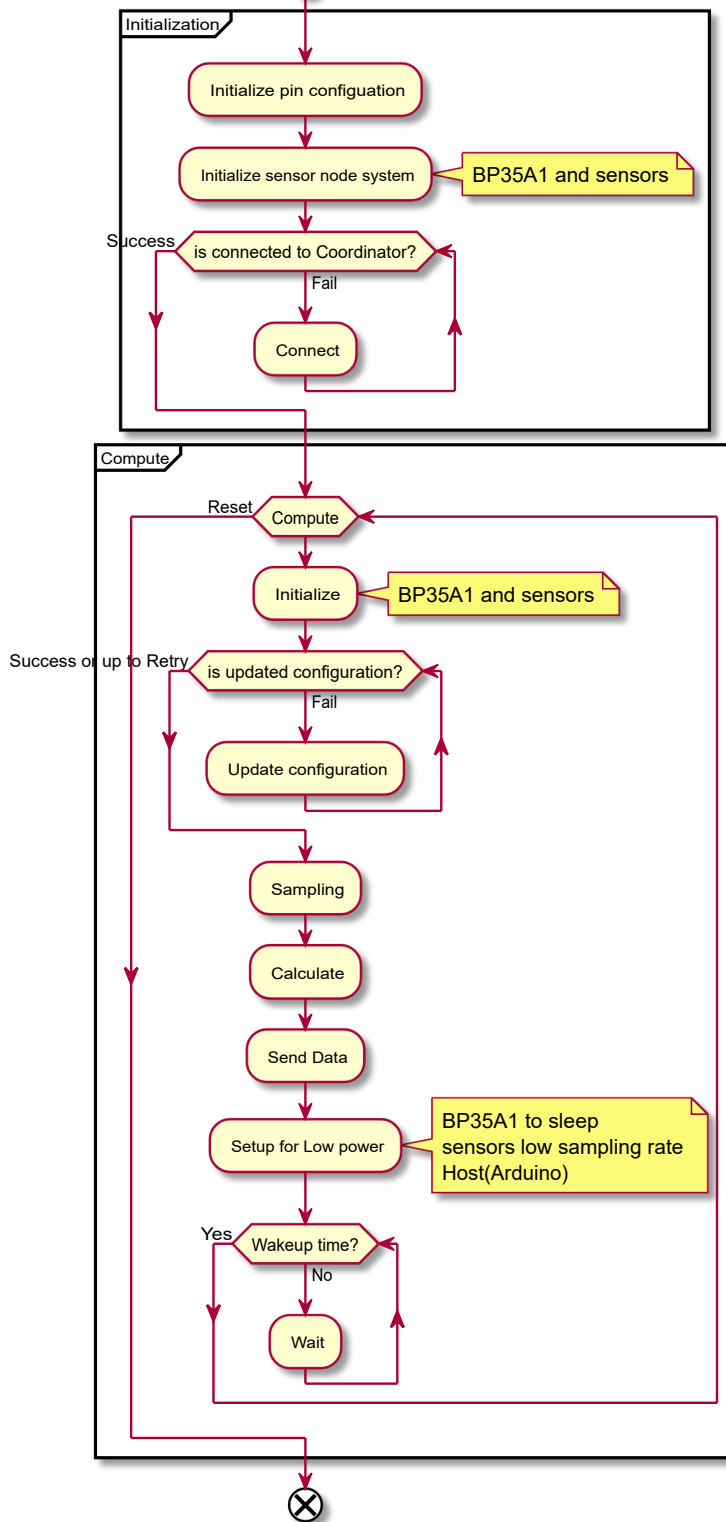 Initialization
Initialize pin configuation
Initialize sensor node system
BP35A1 and sensors
Success
is connected to Coordinator?
Fail
Connect
Compute
Reset
Compute
Initialize
BP35A1 and sensors
Success or up to Retry
is updated configuration?
Fail
Update configuration
Sampling
Calculate
Send Data
Setup for Low power
BP35A1 to sleep
sensors low sampling rate
Host(Arduino)
Yes
Wakeup time?
No
Wait